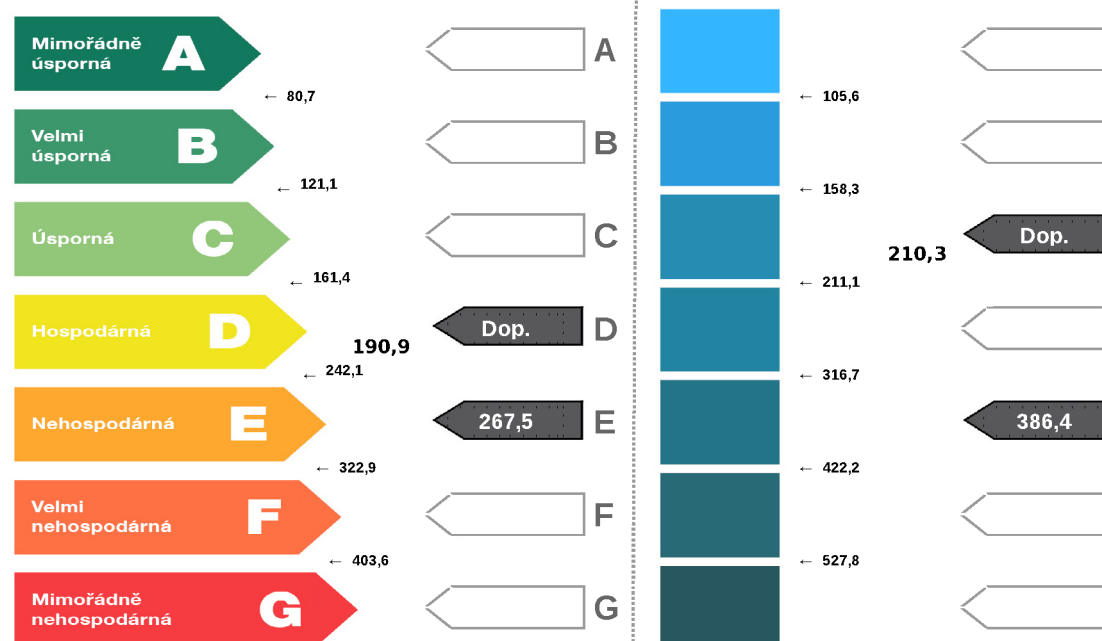 Mimořádně
úsporná
A
A
← 80,7
← 105,6
Velmi
úsporná
B
B
← 121,1
← 158,3
Úsporná
C
C
Dop.
210,3
← 161,4
← 211,1
Hospodárná
D
Dop.
D
190,9
← 242,1
← 316,7
Nehospodárná
E
267,5
E
386,4
← 322,9
← 422,2
Velmi
nehospodárná
F
F
← 403,6
← 527,8
Mimořádně
nehospodárná
G
G